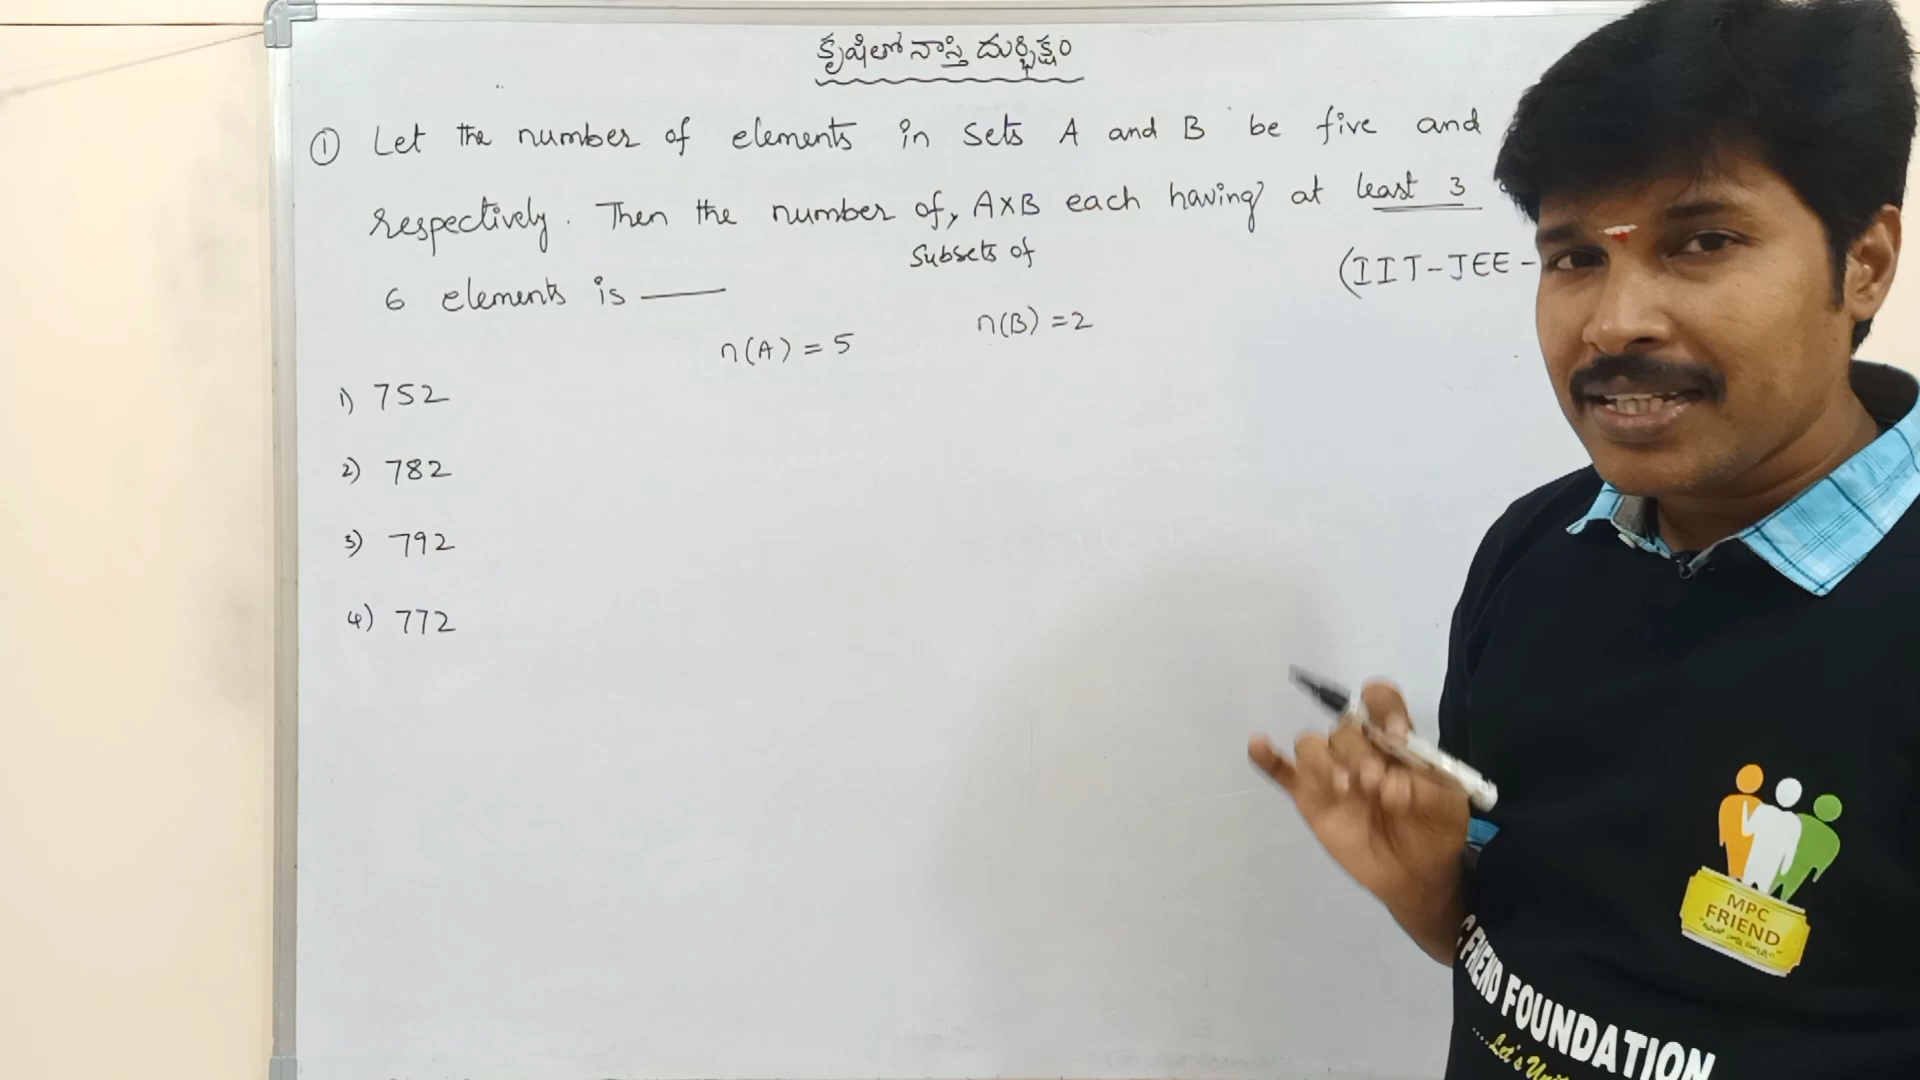 కృషితో నాస్తి దుర్భిక్షం
① Let the number of elements in sets A and B be five and
respectively. Then the number of, A×B each having at least 3
subsets of
6 elements is ———
(IIT-JEE-
n(A) = 5
n(B) = 2
1) 752
2) 782
3) 792
4) 772
MPC
FRIEND
C FRIEND FOUNDATION